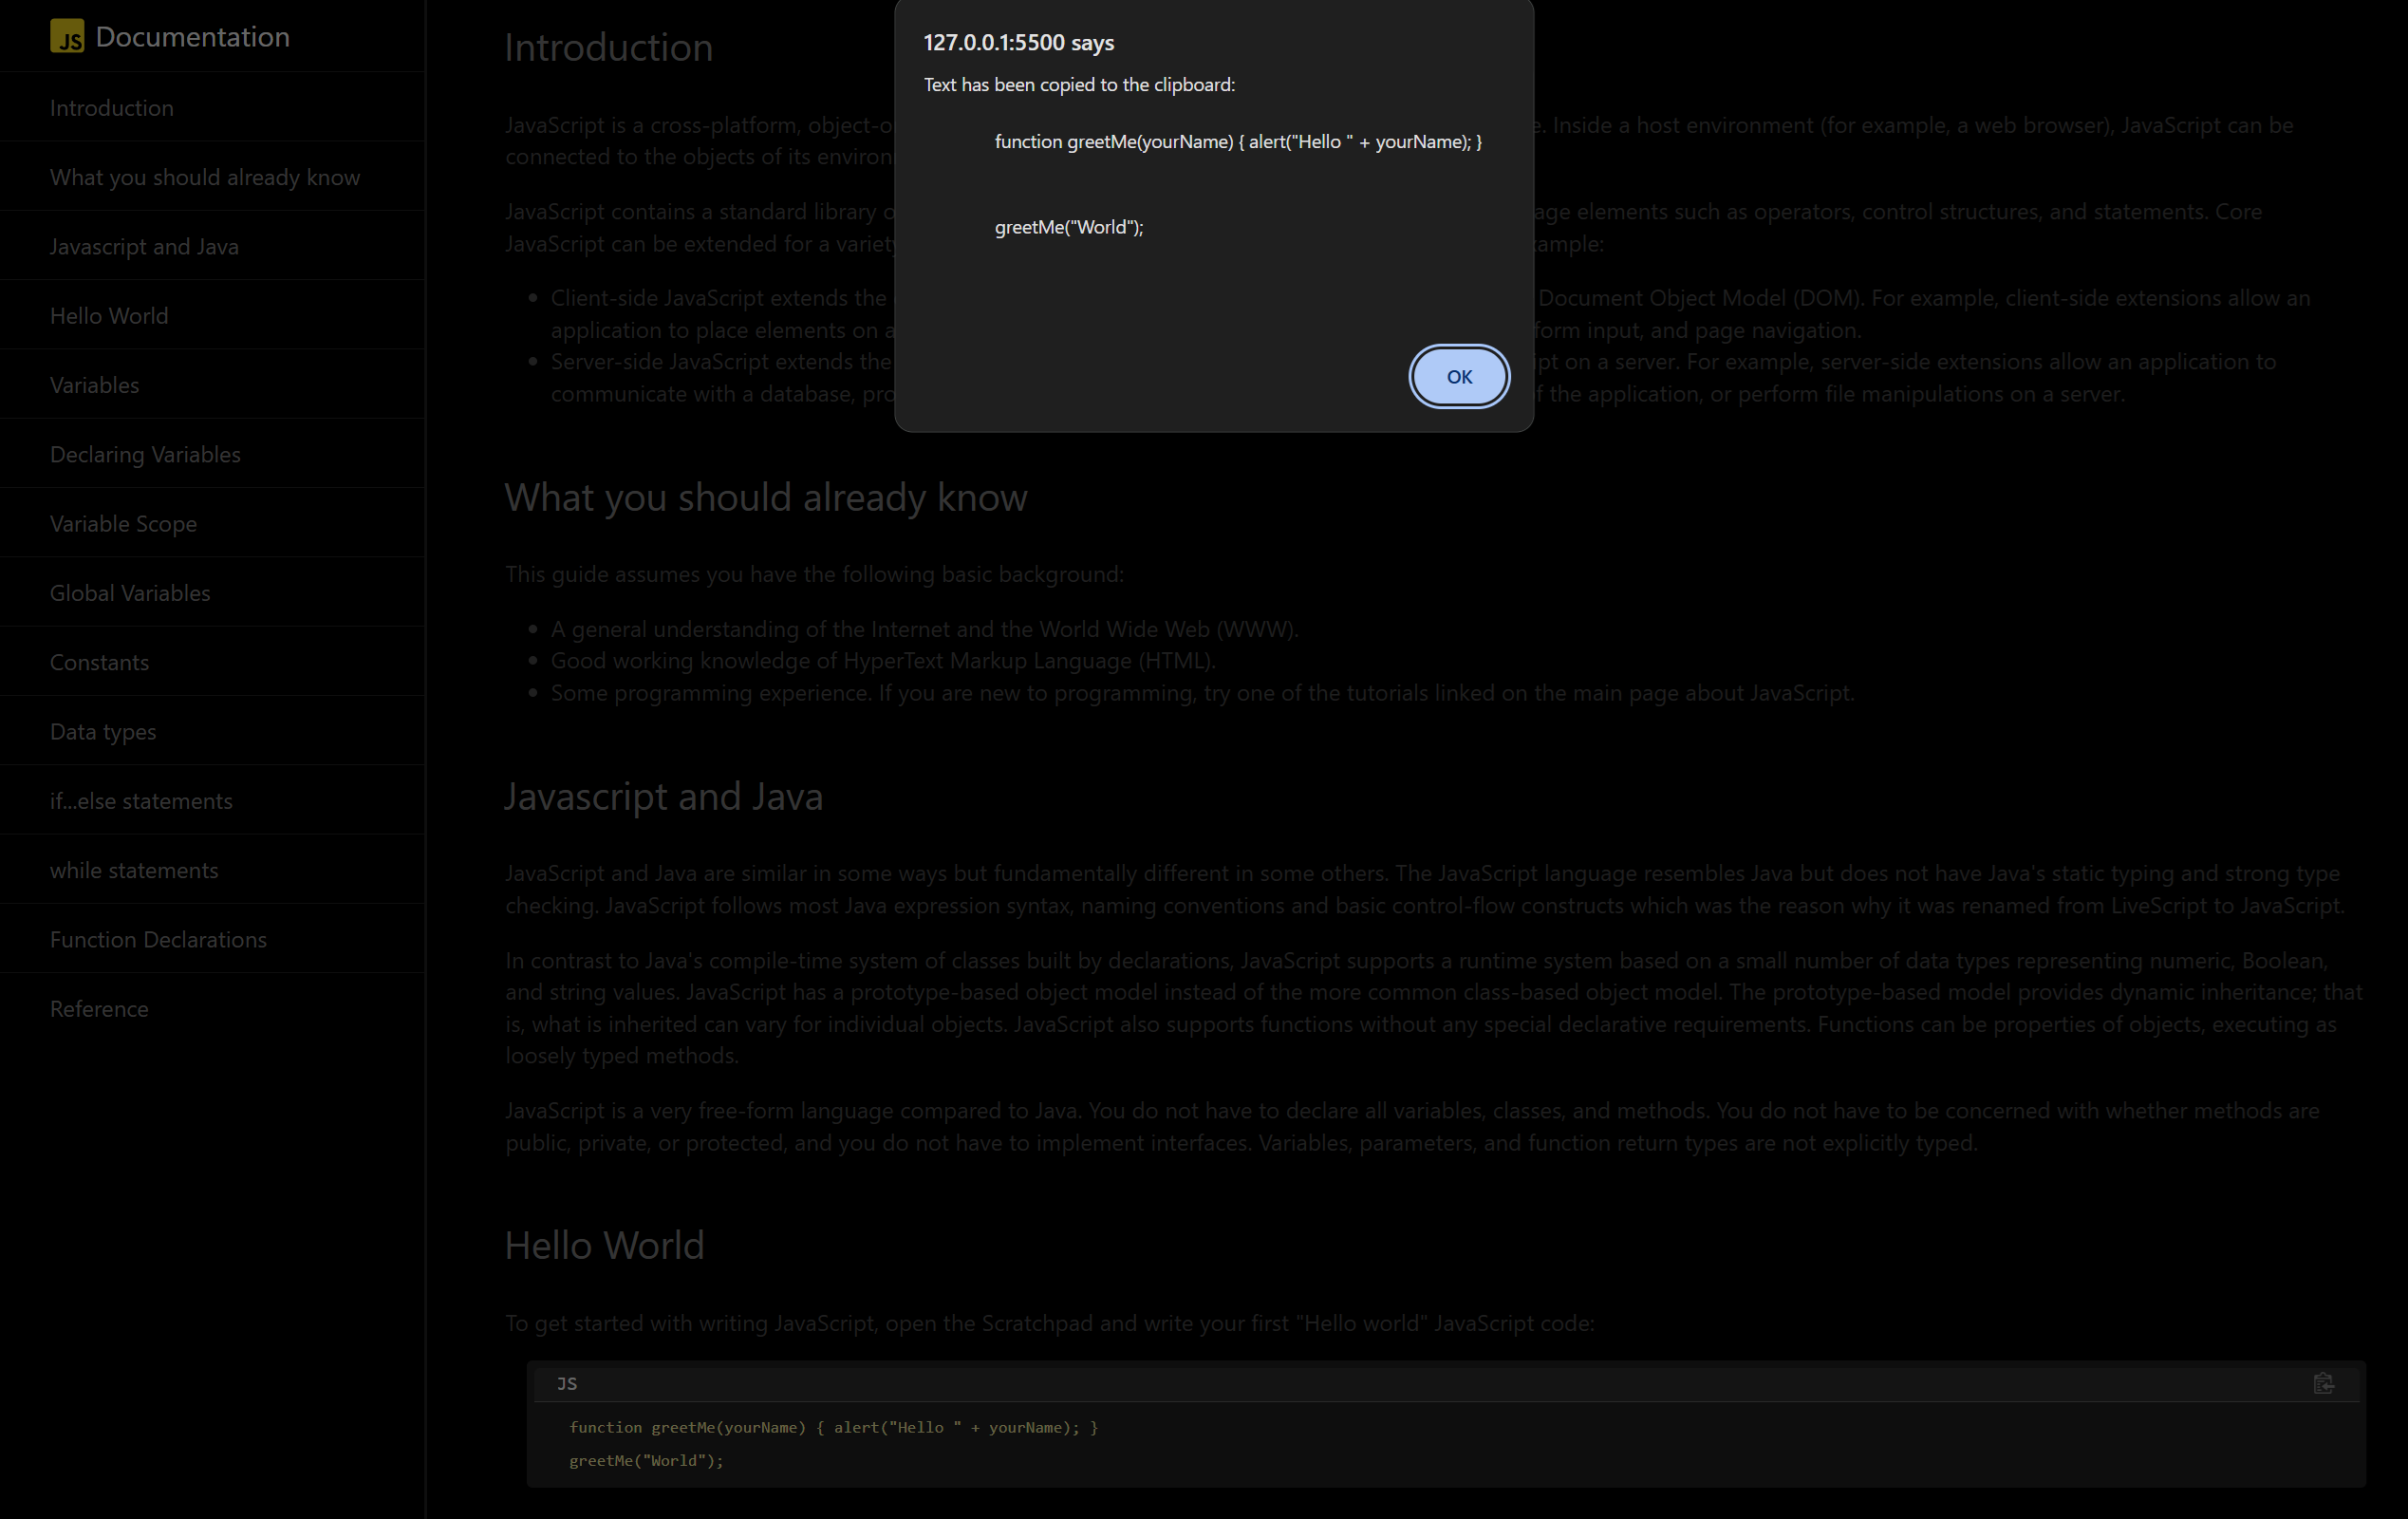 JS Documentation
Introduction
What you should already know
Javascript and Java
Hello World
Variables
Declaring Variables
Variable Scope
Global Variables
Constants
Data types
if...else statements
while statements
Function Declarations
Reference
127.0.0.1:5500 says
Text has been copied to the clipboard:
function greetMe(yourName) { alert("Hello " + yourName); }
greetMe("World");
OK
Introduction
JavaScript is a cross-platform, object-o
. Inside a host environment (for example, a web browser), JavaScript can be
connected to the objects of its environ
JavaScript contains a standard library o
age elements such as operators, control structures, and statements. Core
JavaScript can be extended for a variety
xample:
Client-side JavaScript extends the
Document Object Model (DOM). For example, client-side extensions allow an
application to place elements on a
form input, and page navigation.
Server-side JavaScript extends the
ipt on a server. For example, server-side extensions allow an application to
communicate with a database, pro
f the application, or perform file manipulations on a server.
What you should already know
This guide assumes you have the following basic background:
A general understanding of the Internet and the World Wide Web (WWW).
Good working knowledge of HyperText Markup Language (HTML).
Some programming experience. If you are new to programming, try one of the tutorials linked on the main page about JavaScript.
Javascript and Java
JavaScript and Java are similar in some ways but fundamentally different in some others. The JavaScript language resembles Java but does not have Java's static typing and strong type
checking. JavaScript follows most Java expression syntax, naming conventions and basic control-flow constructs which was the reason why it was renamed from LiveScript to JavaScript.
In contrast to Java's compile-time system of classes built by declarations, JavaScript supports a runtime system based on a small number of data types representing numeric, Boolean,
and string values. JavaScript has a prototype-based object model instead of the more common class-based object model. The prototype-based model provides dynamic inheritance; that
is, what is inherited can vary for individual objects. JavaScript also supports functions without any special declarative requirements. Functions can be properties of objects, executing as
loosely typed methods.
JavaScript is a very free-form language compared to Java. You do not have to declare all variables, classes, and methods. You do not have to be concerned with whether methods are
public, private, or protected, and you do not have to implement interfaces. Variables, parameters, and function return types are not explicitly typed.
Hello World
To get started with writing JavaScript, open the Scratchpad and write your first "Hello world" JavaScript code:
JS
function greetMe(yourName) { alert("Hello " + yourName); }
greetMe("World");